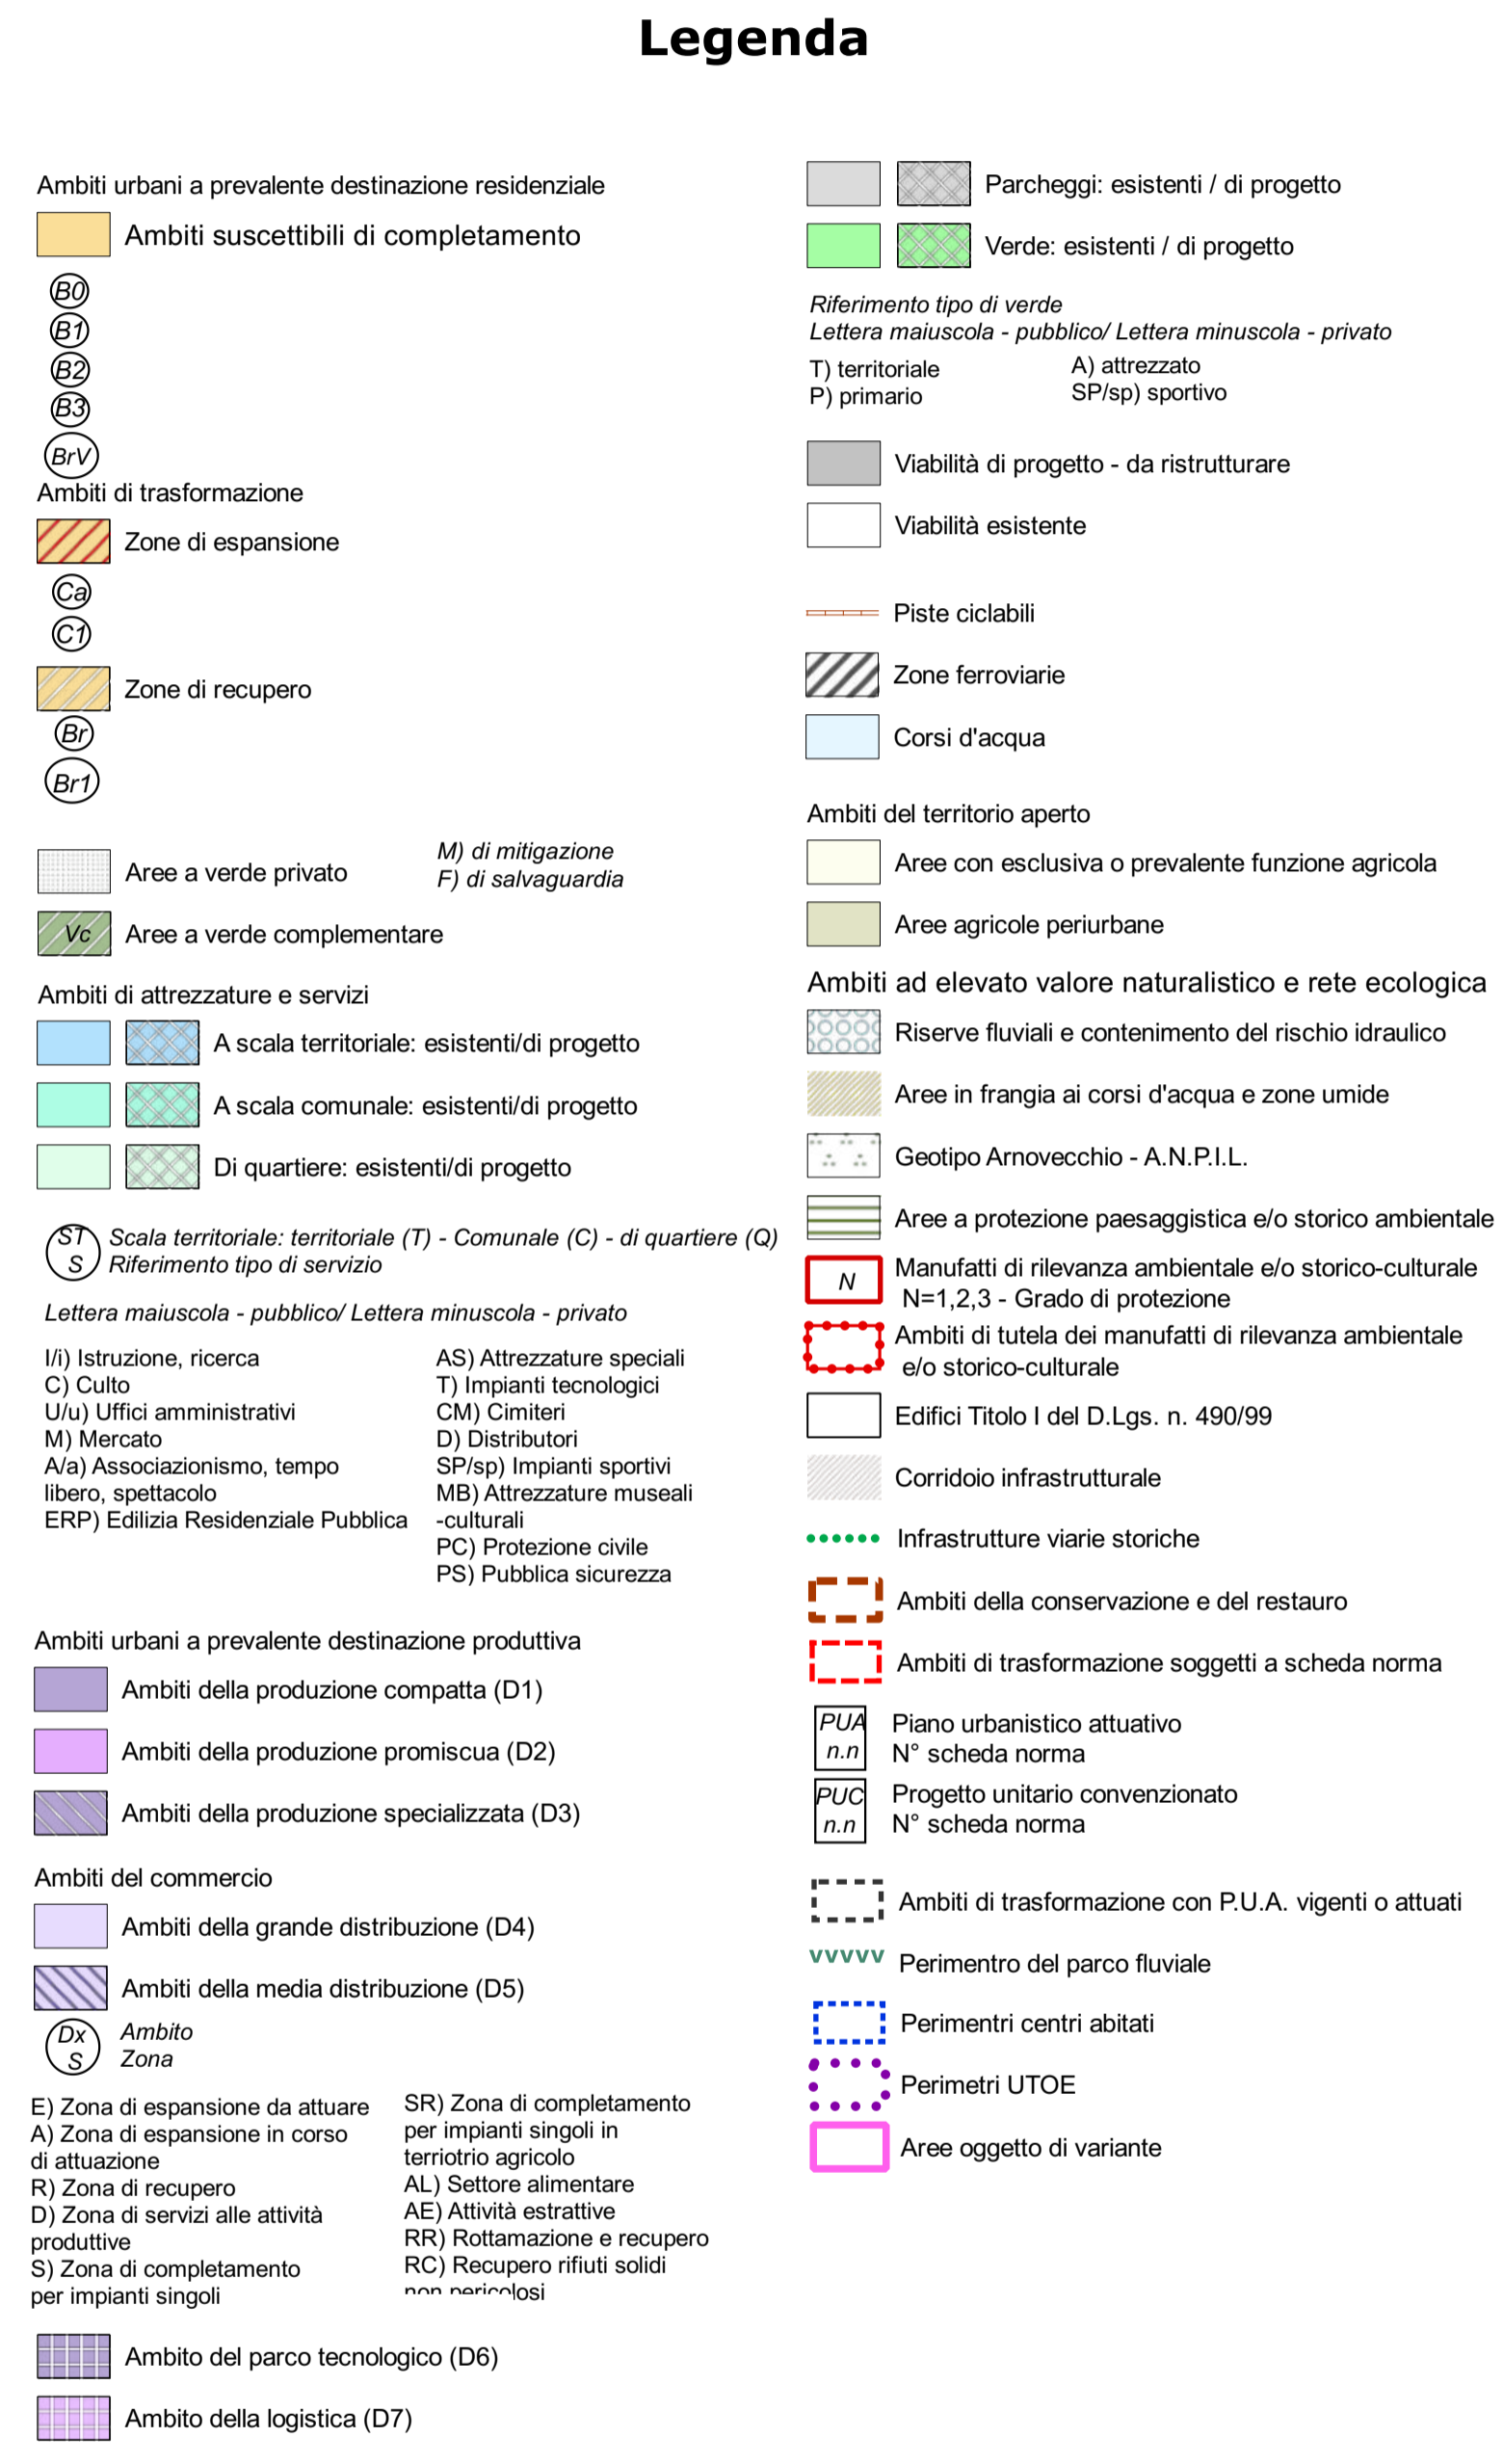 Legenda
Ambiti urbani a prevalente destinazione residenziale
Ambiti suscettibili di completamento
B0
B1
B2
B3
BrV
Ambiti di trasformazione
Zone di espansione
Ca
C1
Zone di recupero
Br
Br1
Aree a verde privato
M) di mitigazione
F) di salvaguardia
Vc Aree a verde complementare
Ambiti di attrezzature e servizi
A scala territoriale: esistenti/di progetto
A scala comunale: esistenti/di progetto
Di quartiere: esistenti/di progetto
ST Scala territoriale: territoriale (T) - Comunale (C) - di quartiere (Q)
S Riferimento tipo di servizio
Lettera maiuscola - pubblico/ Lettera minuscola - privato
I/i) Istruzione, ricerca
C) Culto
U/u) Uffici amministrativi
M) Mercato
A/a) Associazionismo, tempo
libero, spettacolo
ERP) Edilizia Residenziale Pubblica
AS) Attrezzature speciali
T) Impianti tecnologici
CM) Cimiteri
D) Distributori
SP/sp) Impianti sportivi
MB) Attrezzature museali
-culturali
PC) Protezione civile
PS) Pubblica sicurezza
Ambiti urbani a prevalente destinazione produttiva
Ambiti della produzione compatta (D1)
Ambiti della produzione promiscua (D2)
Ambiti della produzione specializzata (D3)
Ambiti del commercio
Ambiti della grande distribuzione (D4)
Ambiti della media distribuzione (D5)
Dx Ambito
S Zona
E) Zona di espansione da attuare
A) Zona di espansione in corso
di attuazione
R) Zona di recupero
D) Zona di servizi alle attività
produttive
S) Zona di completamento
per impianti singoli
SR) Zona di completamento
per impianti singoli in
terriotrio agricolo
AL) Settore alimentare
AE) Attività estrattive
RR) Rottamazione e recupero
RC) Recupero rifiuti solidi
non pericolosi
Ambito del parco tecnologico (D6)
Ambito della logistica (D7)
Parcheggi: esistenti / di progetto
Verde: esistenti / di progetto
Riferimento tipo di verde
Lettera maiuscola - pubblico/ Lettera minuscola - privato
T) territoriale
P) primario
A) attrezzato
SP/sp) sportivo
Viabilità di progetto - da ristrutturare
Viabilità esistente
Piste ciclabili
Zone ferroviarie
Corsi d'acqua
Ambiti del territorio aperto
Aree con esclusiva o prevalente funzione agricola
Aree agricole periurbane
Ambiti ad elevato valore naturalistico e rete ecologica
Riserve fluviali e contenimento del rischio idraulico
Aree in frangia ai corsi d'acqua e zone umide
Geotipo Arnovecchio - A.N.P.I.L.
Aree a protezione paesaggistica e/o storico ambientale
N Manufatti di rilevanza ambientale e/o storico-culturale
N=1,2,3 - Grado di protezione
Ambiti di tutela dei manufatti di rilevanza ambientale
e/o storico-culturale
Edifici Titolo I del D.Lgs. n. 490/99
Corridoio infrastrutturale
Infrastrutture viarie storiche
Ambiti della conservazione e del restauro
Ambiti di trasformazione soggetti a scheda norma
PUA Piano urbanistico attuativo
n.n N° scheda norma
PUC Progetto unitario convenzionato
n.n N° scheda norma
Ambiti di trasformazione con P.U.A. vigenti o attuati
Perimentro del parco fluviale
Perimentri centri abitati
Perimetri UTOE
Aree oggetto di variante